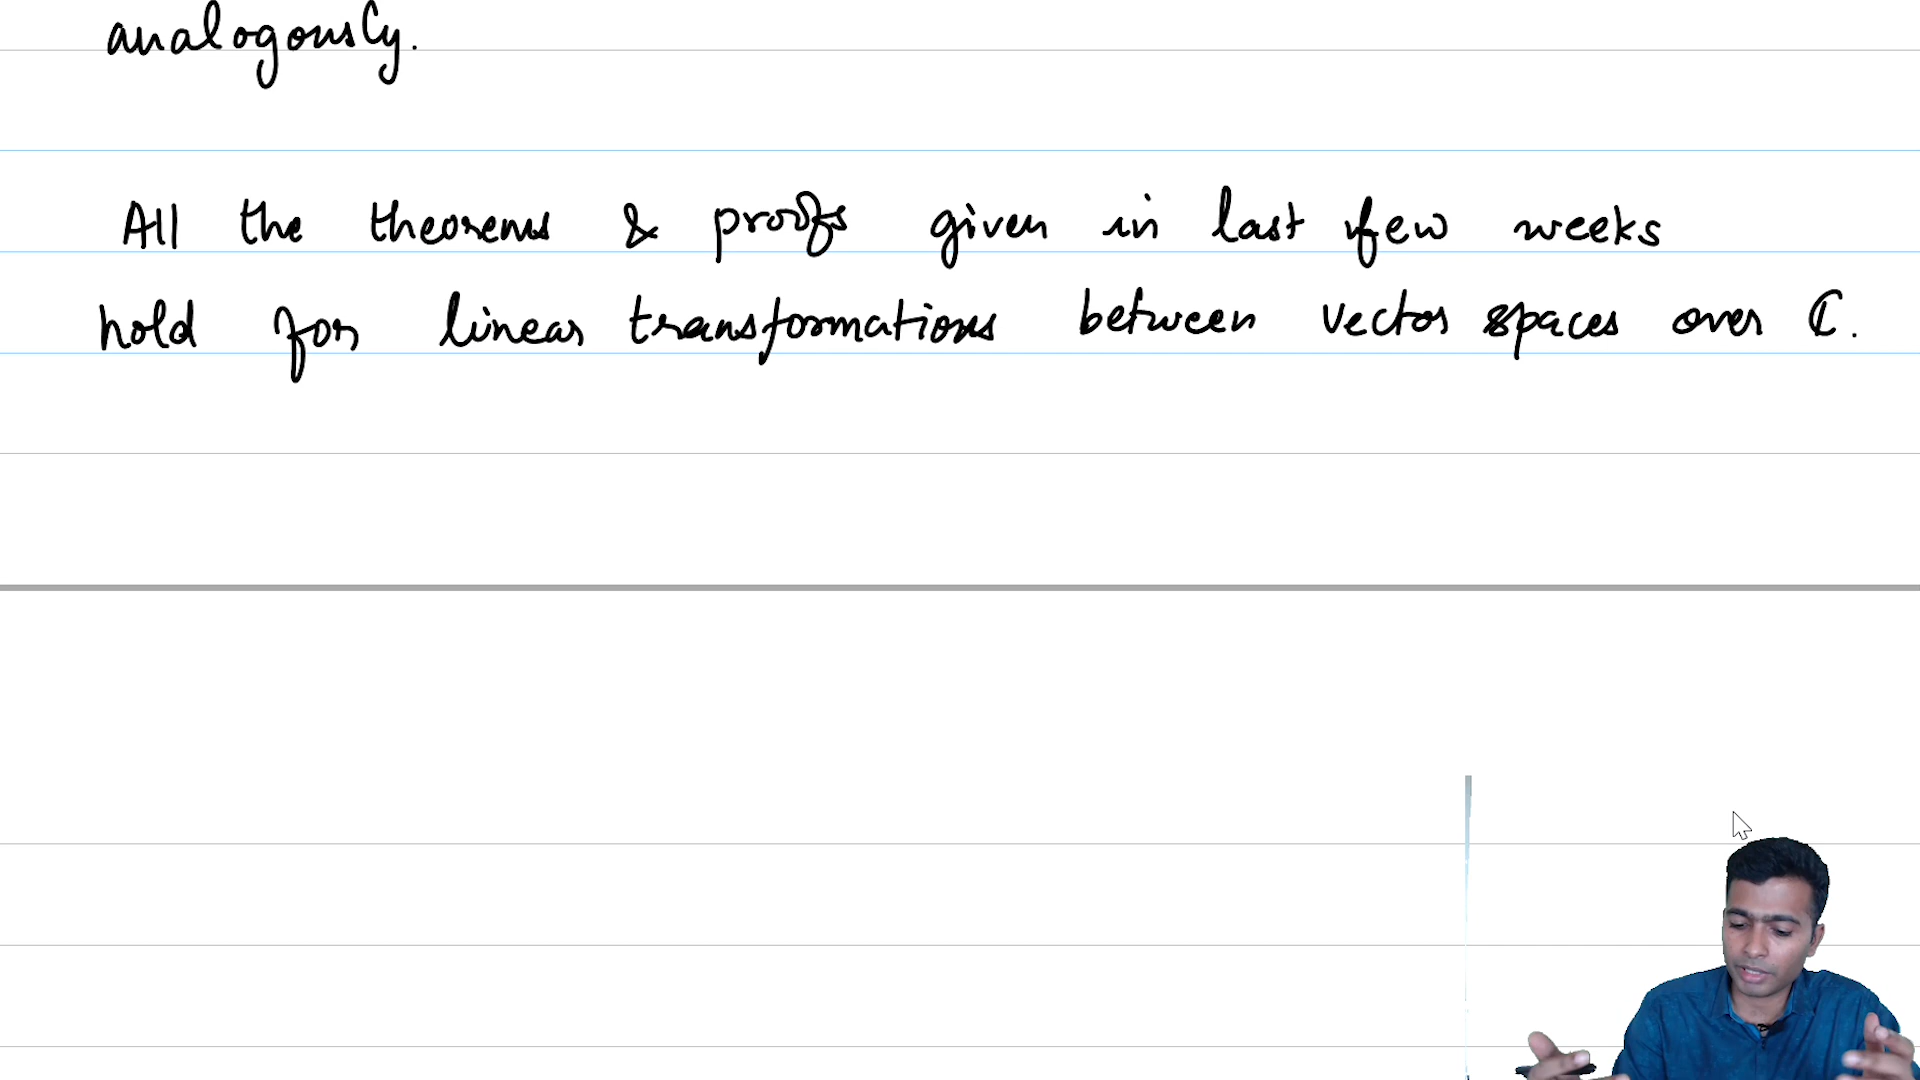 analogously.
All the theorems & proofs given in last few weeks
hold for linear transformations between vector spaces over ℂ.